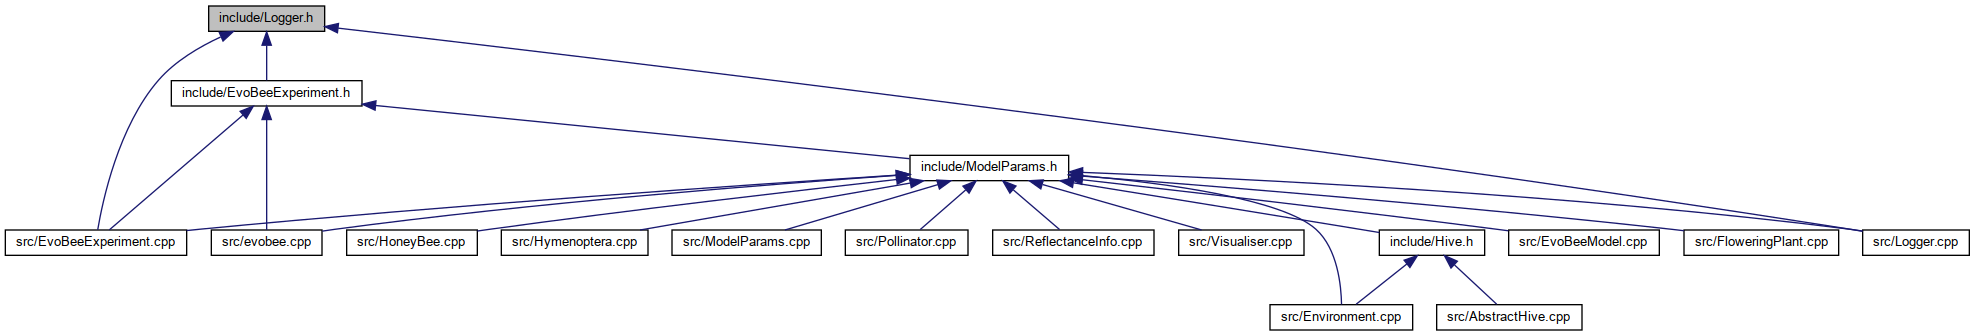 include/Logger.h
include/EvoBeeExperiment.h
include/ModelParams.h
src/EvoBeeExperiment.cpp
src/evobee.cpp
src/HoneyBee.cpp
src/Hymenoptera.cpp
src/ModelParams.cpp
src/Pollinator.cpp
src/ReflectanceInfo.cpp
src/Visualiser.cpp
include/Hive.h
src/EvoBeeModel.cpp
src/FloweringPlant.cpp
src/Logger.cpp
src/Environment.cpp
src/AbstractHive.cpp